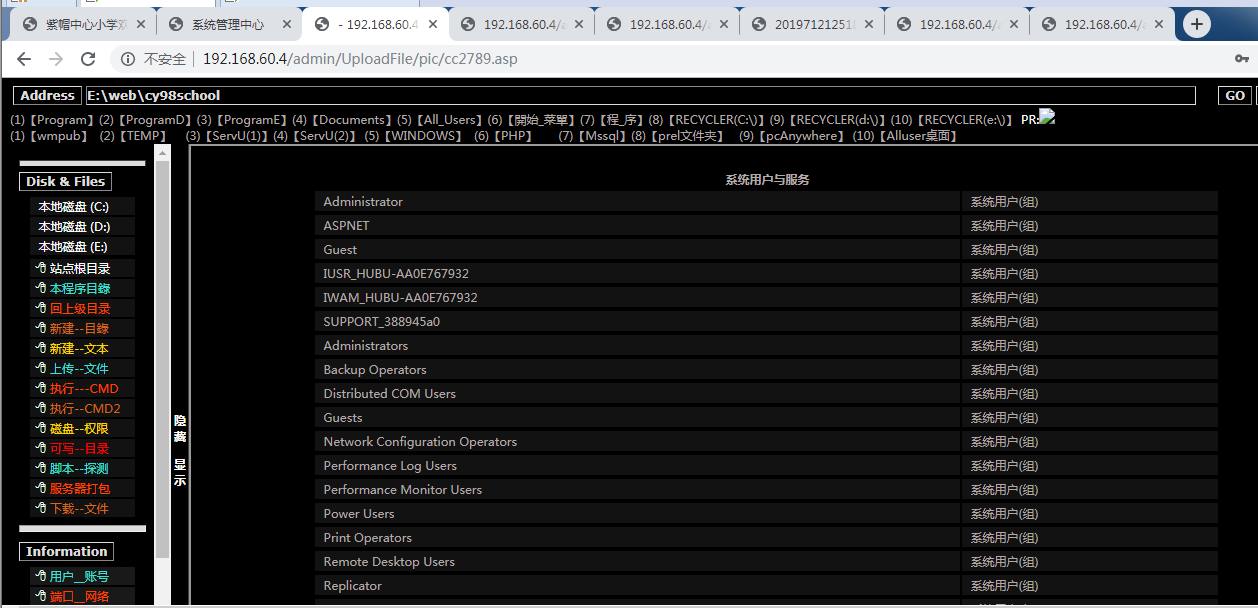 紫帽中心小学欢 系统管理中心 - 192.168.60.4 192.168.60.4/a 192.168.60.4/a 20197121251 192.168.60.4/a 192.168.60.4/a
不安全 192.168.60.4/admin/UploadFile/pic/cc2789.asp
Address E:\web\cy98school GO
(1)【Program】 (2)【ProgramD】(3)【ProgramE】(4)【Documents】(5)【All_Users】(6)【開始_菜單】(7)【程_序】(8)【RECYCLER(C:\)】(9)【RECYCLER(d:\)】(10)【RECYCLER(e:\)】 PR:
(1)【wmpub】 (2)【TEMP】 (3)【ServU(1)】(4)【ServU(2)】 (5)【WINDOWS】 (6)【PHP】 (7)【Mssql】(8)【prel文件夹】 (9)【pcAnywhere】 (10)【Alluser桌面】
Disk & Files
本地磁盘 (C:)
本地磁盘 (D:)
本地磁盘 (E:)
站点根目录
本程序目錄
回上级目录
新建--目錄
新建--文本
上传--文件
执行---CMD
执行--CMD2
磁盘--权限
可写--目录
脚本--探测
服务器打包
下载--文件
Information
用户__账号
端口__网络
隐藏
显示
系统用户与服务
Administrator 系统用户(组)
ASPNET 系统用户(组)
Guest 系统用户(组)
IUSR_HUBU-AA0E767932 系统用户(组)
IWAM_HUBU-AA0E767932 系统用户(组)
SUPPORT_388945a0 系统用户(组)
Administrators 系统用户(组)
Backup Operators 系统用户(组)
Distributed COM Users 系统用户(组)
Guests 系统用户(组)
Network Configuration Operators 系统用户(组)
Performance Log Users 系统用户(组)
Performance Monitor Users 系统用户(组)
Power Users 系统用户(组)
Print Operators 系统用户(组)
Remote Desktop Users 系统用户(组)
Replicator 系统用户(组)